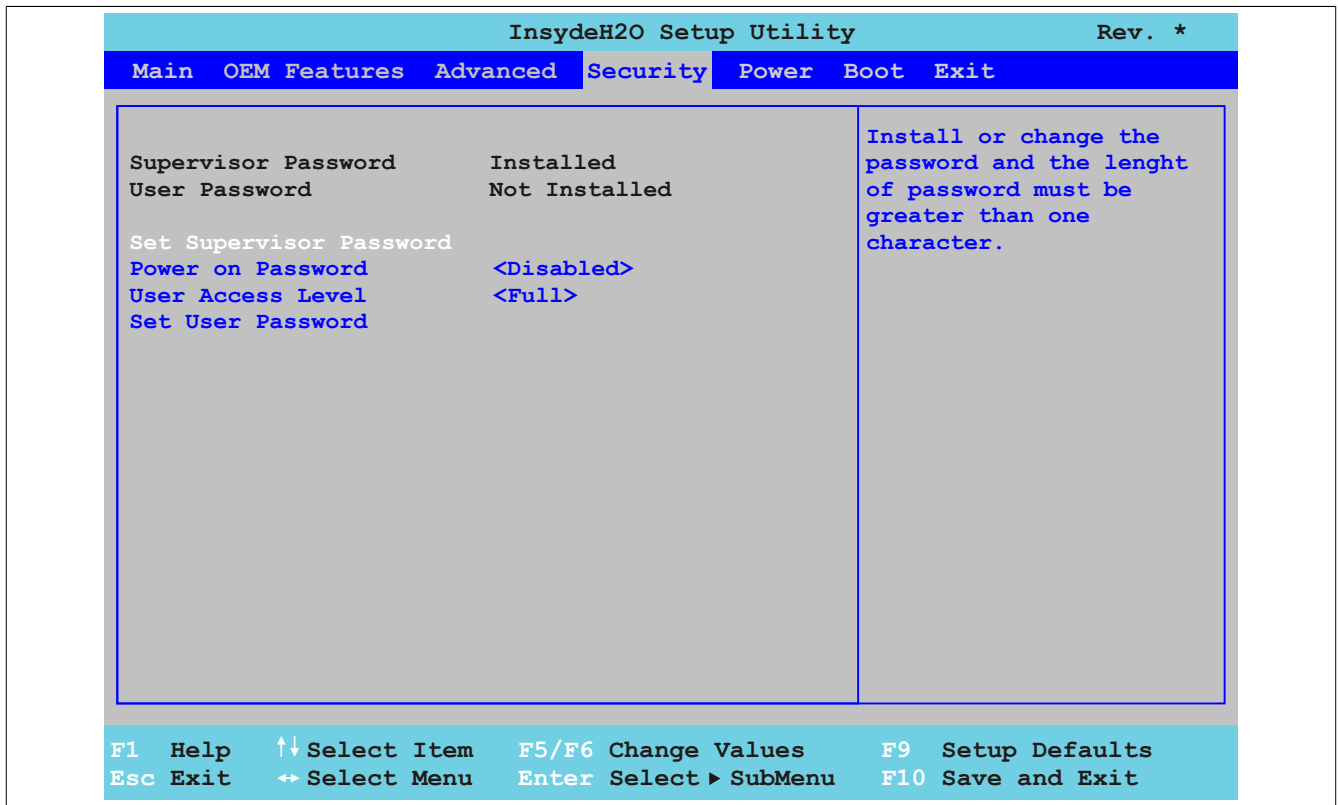 InsydeH2O Setup Utility Rev. *
Main OEM Features Advanced Security Power Boot Exit
Supervisor Password Installed
User Password Not Installed
Set Supervisor Password
Power on Password <Disabled>
User Access Level <Full>
Set User Password
Install or change the
password and the lenght
of password must be
greater than one
character.
F1 Help ↑↓ Select Item F5/F6 Change Values F9 Setup Defaults
Esc Exit ↔ Select Menu Enter Select ▶ SubMenu F10 Save and Exit